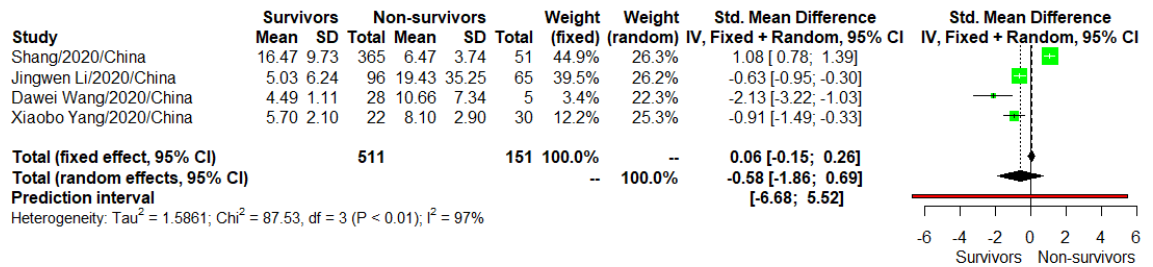 Survivors Non-survivors Weight Weight Std. Mean Difference Std. Mean Difference
Study Mean SD Total Mean SD Total (fixed) (random) IV, Fixed + Random, 95% CI IV, Fixed + Random, 95% CI
Shang/2020/China 16.47 9.73 365 6.47 3.74 51 44.9% 26.3% 1.08 [0.78; 1.39]
Jingwen Li/2020/China 5.03 6.24 96 19.43 35.25 65 39.5% 26.2% -0.63 [-0.95; -0.30]
Dawei Wang/2020/China 4.49 1.11 28 10.66 7.34 5 3.4% 22.3% -2.13 [-3.22; -1.03]
Xiaobo Yang/2020/China 5.70 2.10 22 8.10 2.90 30 12.2% 25.3% -0.91 [-1.49; -0.33]
Total (fixed effect, 95% CI) 511 151 100.0% -- 0.06 [-0.15; 0.26]
Total (random effects, 95% CI) -- 100.0% -0.58 [-1.86; 0.69]
Prediction interval [-6.68; 5.52]
Heterogeneity: Tau² = 1.5861; Chi² = 87.53, df = 3 (P < 0.01); I² = 97%
-6 -4 -2 0 2 4 6
Survivors Non-survivors